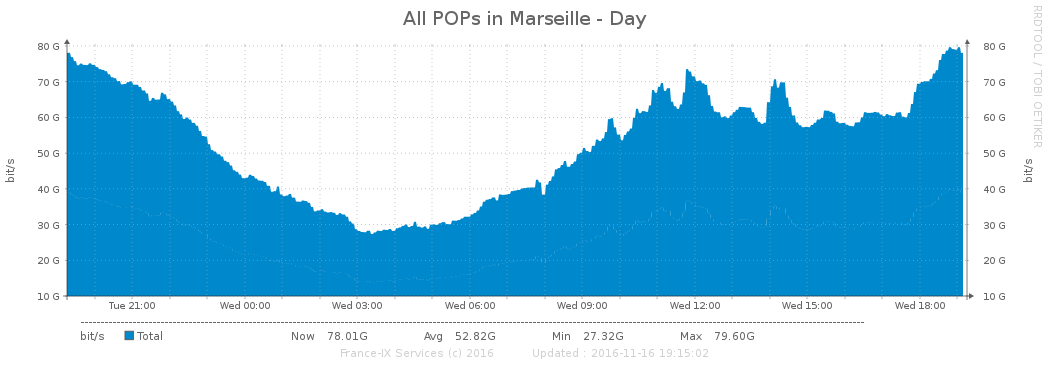 All POPs in Marseille - Day
RRDTOOL / TOBI OETIKER
80 G 80 G
70 G 70 G
60 G 60 G
50 G 50 G
bit/s bit/s
40 G 40 G
30 G 30 G
20 G 20 G
10 G 10 G
Tue 21:00 Wed 00:00 Wed 03:00 Wed 06:00 Wed 09:00 Wed 12:00 Wed 15:00 Wed 18:00
bit/s Total Now 78.01G Avg 52.82G Min 27.32G Max 79.60G
France-IX Services (c) 2016 Updated : 2016-11-16 19:15:02